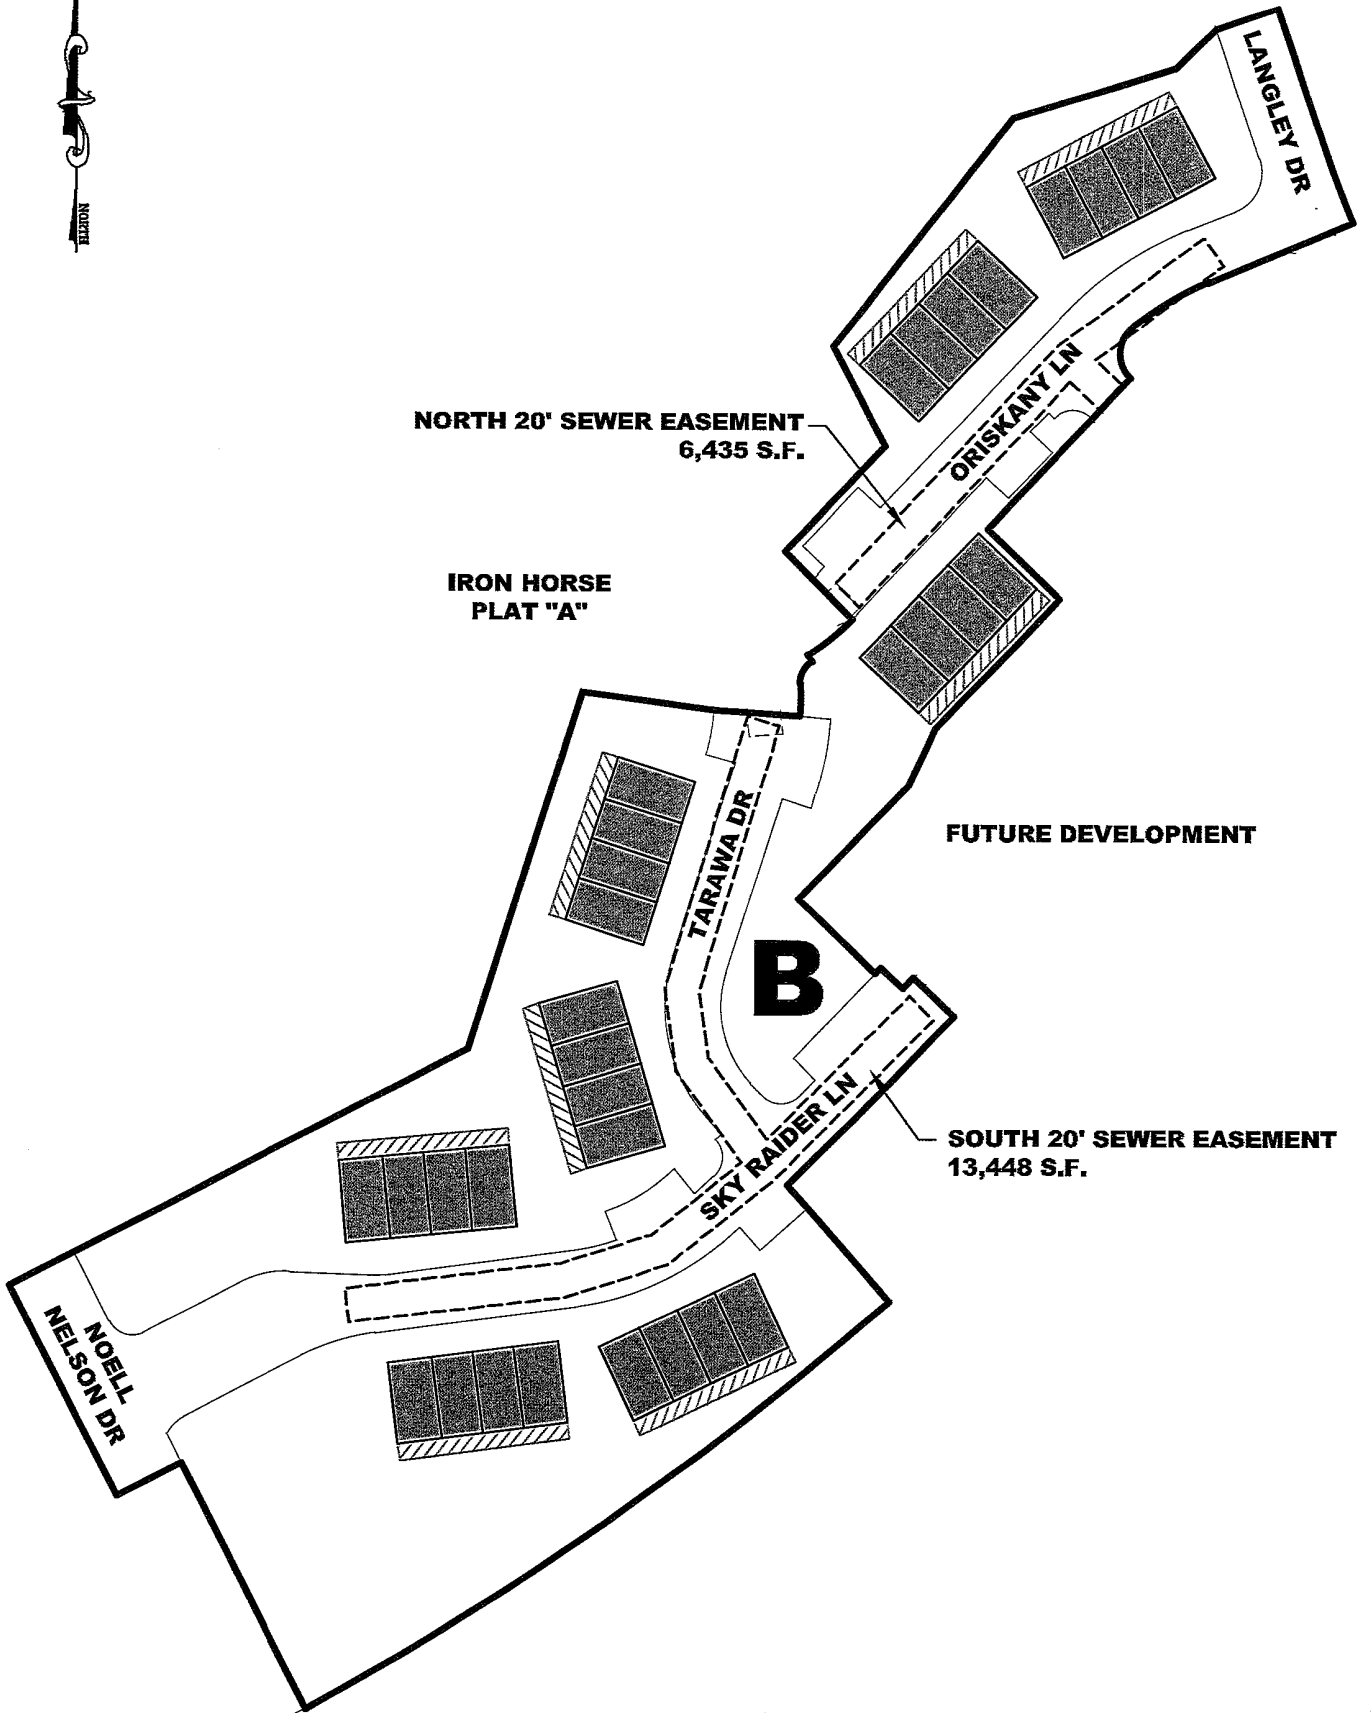 LANGLEY DR
NORTH
NORTH 20' SEWER EASEMENT
6,435 S.F.
ORISKANY LN
IRON HORSE
PLAT "A"
TARAWA DR
FUTURE DEVELOPMENT
B
SKY RAIDER LN
SOUTH 20' SEWER EASEMENT
13,448 S.F.
NOELL
NELSON DR